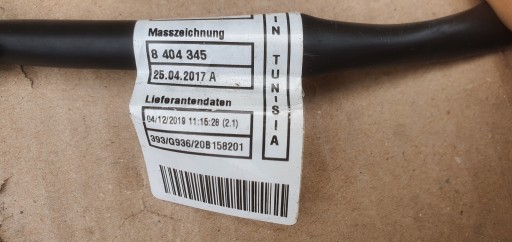 Masszeichnung
8 404 345
25.04.2017 A
Lieferantendaten
04/12/2019 11:15:28 (2.1)
393/Q936/20B158201
IN TUNISIA